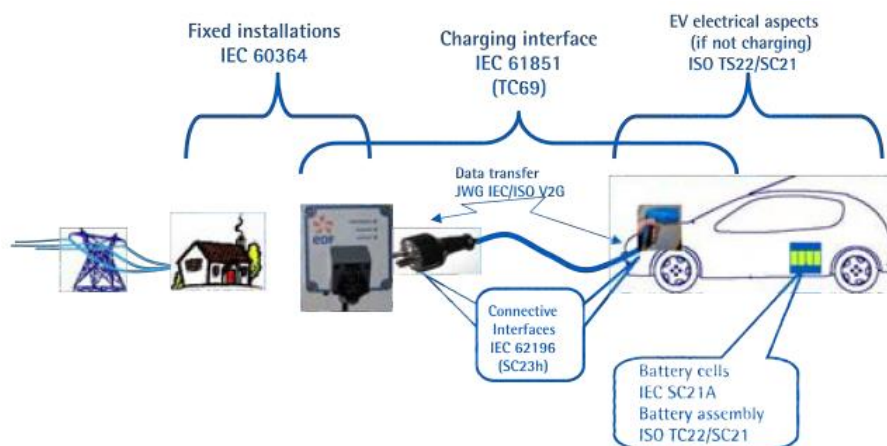 Fixed installations
IEC 60364
Charging interface
IEC 61851
(TC69)
EV electrical aspects
(if not charging)
ISO TS22/SC21
Data transfer
JWG IEC/ISO V2G
edf
Connective
Interfaces
IEC 62196
(SC23h)
Battery cells
IEC SC21A
Battery assembly
ISO TC22/SC21